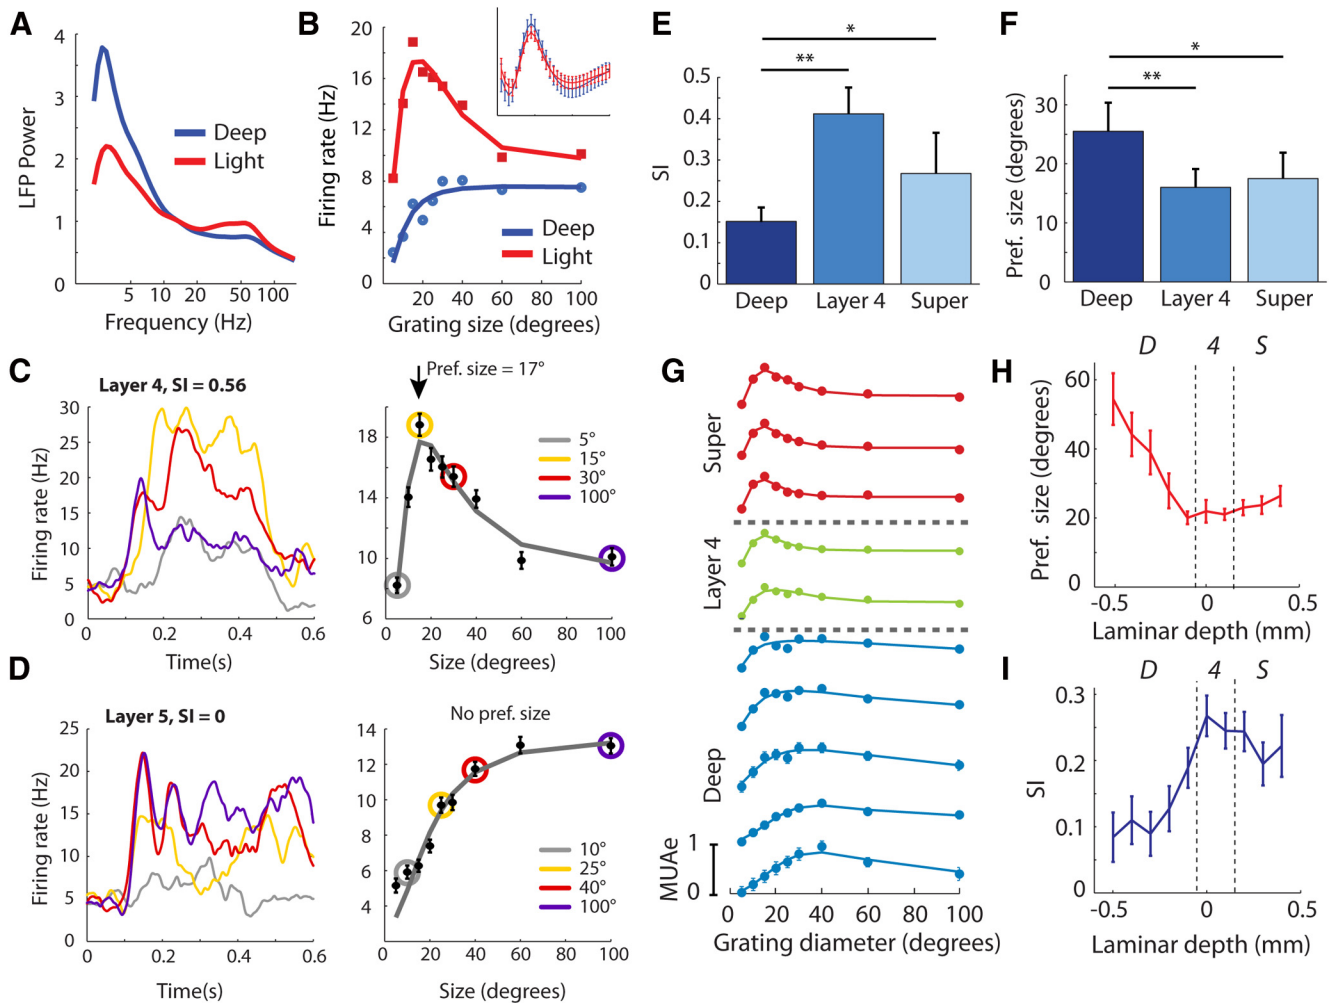 A
LFP Power
4
3
2
1
0
Deep
Light
5 10 20 50 100
Frequency (Hz)
B
Firing rate (Hz)
20
16
12
8
4
0
Deep
Light
20 40 60 80 100
Grating size (degrees)
E
SI
0.5
0.4
0.3
0.2
0.1
0
**
*
Deep Layer 4 Super
F
Pref. size (degrees)
30
20
10
0
**
*
Deep Layer 4 Super
C
Layer 4, SI = 0.56
Firing rate (Hz)
30
25
20
15
10
5
0
0 0.2 0.4 0.6
Time(s)
Pref. size = 17°
18
14
10
6
5°
15°
30°
100°
0 20 40 60 80 100
Size (degrees)
D
Layer 5, SI = 0
Firing rate (Hz)
25
20
15
10
5
0
0 0.2 0.4 0.6
Time(s)
No pref. size
14
12
10
8
6
4
10°
25°
40°
100°
0 20 40 60 80 100
Size (degrees)
G
Super
Layer 4
Deep
MUAe
1
0
0 20 40 60 80 100
Grating diameter (degrees)
H
D 4 S
Pref. size (degrees)
60
40
20
0
-0.5 0 0.5
Laminar depth (mm)
I
D 4 S
SI
0.3
0.2
0.1
0
-0.5 0 0.5
Laminar depth (mm)